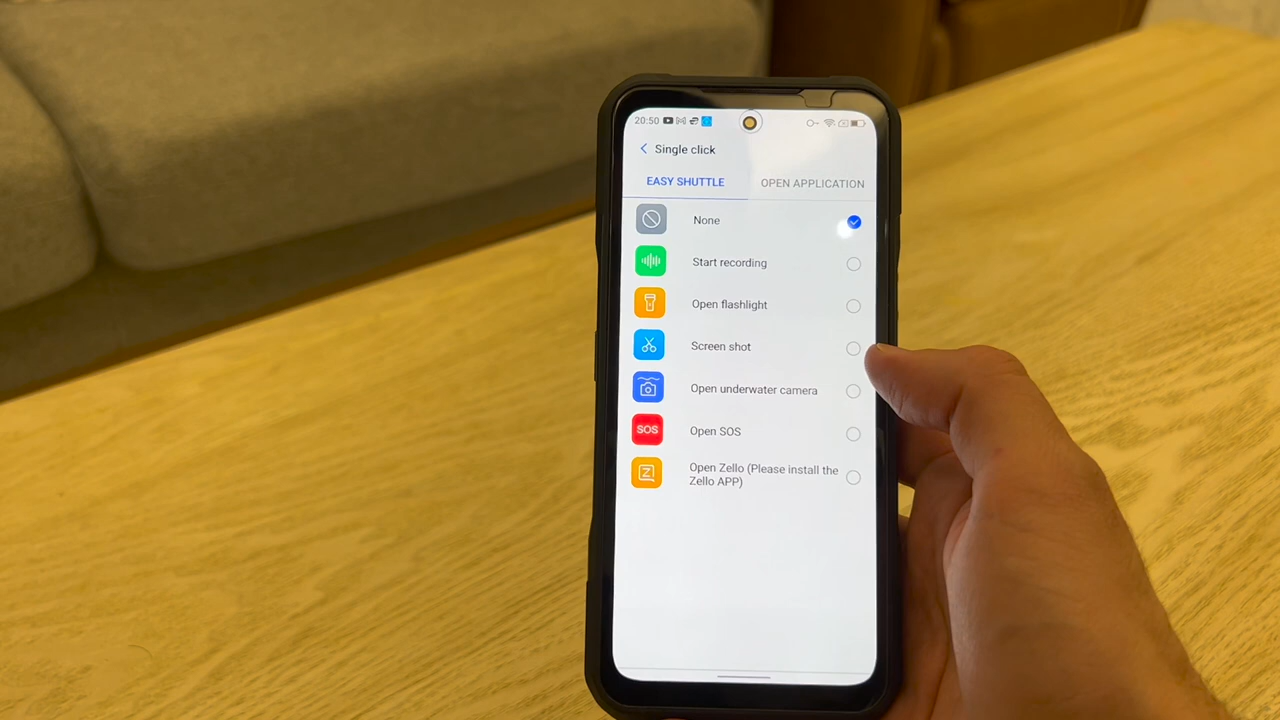 20:50
Single click
EASY SHUTTLE
OPEN APPLICATION
None
Start recording
Open flashlight
Screen shot
Open underwater camera
SOS
Open SOS
Z
Open Zello (Please install the
Zello APP)